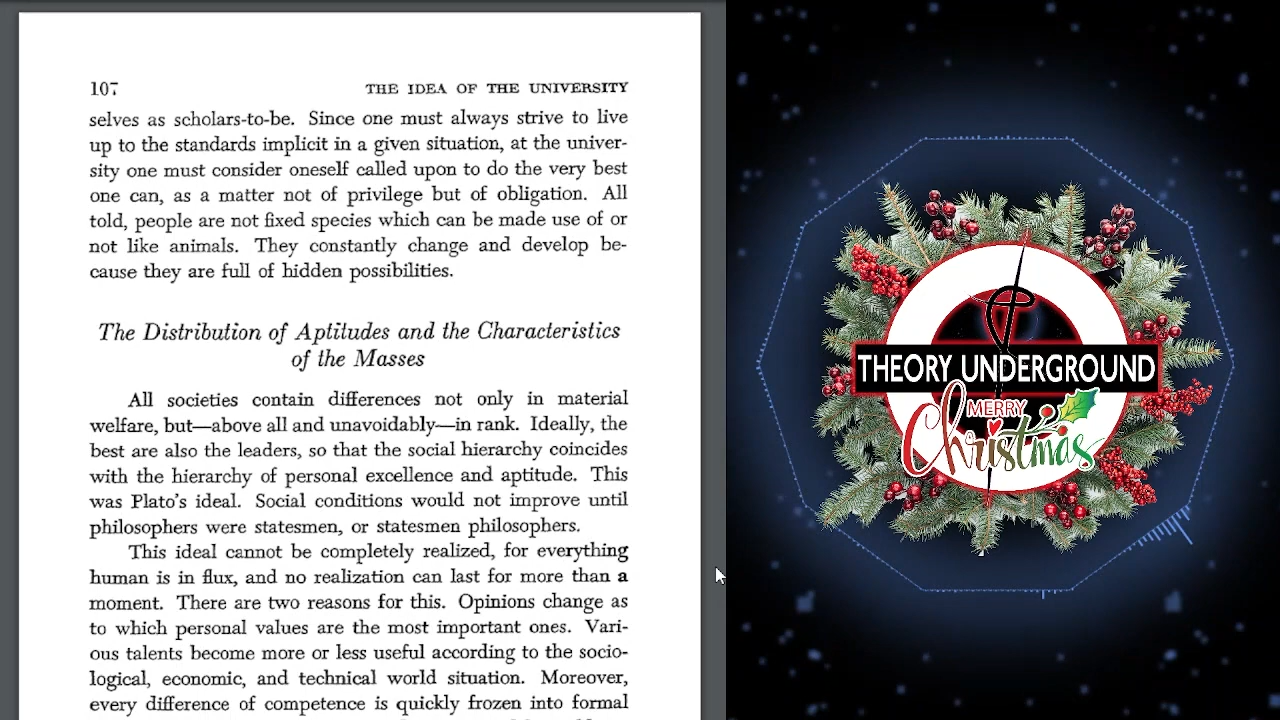 107 THE IDEA OF THE UNIVERSITY
selves as scholars-to-be. Since one must always strive to live
up to the standards implicit in a given situation, at the univer-
sity one must consider oneself called upon to do the very best
one can, as a matter not of privilege but of obligation. All
told, people are not fixed species which can be made use of or
not like animals. They constantly change and develop be-
cause they are full of hidden possibilities.
The Distribution of Aptitudes and the Characteristics
of the Masses
All societies contain differences not only in material
welfare, but—above all and unavoidably—in rank. Ideally, the
best are also the leaders, so that the social hierarchy coincides
with the hierarchy of personal excellence and aptitude. This
was Plato's ideal. Social conditions would not improve until
philosophers were statesmen, or statesmen philosophers.
This ideal cannot be completely realized, for everything
human is in flux, and no realization can last for more than a
moment. There are two reasons for this. Opinions change as
to which personal values are the most important ones. Vari-
ous talents become more or less useful according to the socio-
logical, economic, and technical world situation. Moreover,
every difference of competence is quickly frozen into formal
THEORY UNDERGROUND
MERRY
Christmas